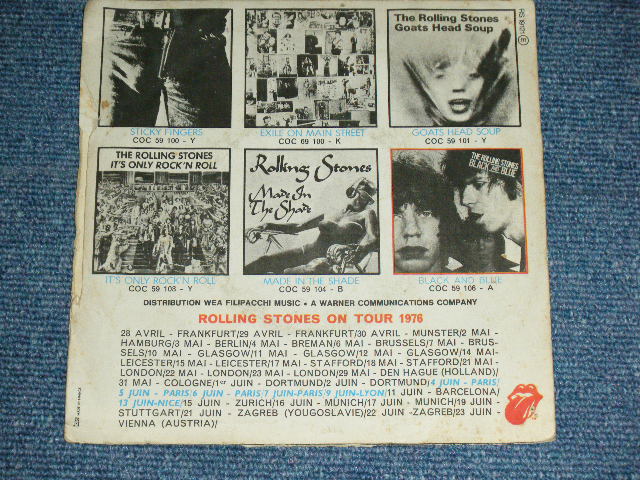 The Rolling Stones
Goats Head Soup
STICKY FINGERS
COC 59 100 - Y
EXILE ON MAIN STREET
COC 69 100 - K
GOATS HEAD SOUP
COC 59 101 - Y
THE ROLLING STONES
IT'S ONLY ROCK'N ROLL
Rolling Stones
Made In
The Shade
THE ROLLING STONES
BLACK AND BLUE
IT'S ONLY ROCK'N ROLL
COC 59 103 - Y
MADE IN THE SHADE
COC 59 104 - B
BLACK AND BLUE
COC 59 106 - A
DISTRIBUTION WEA FILIPACCHI MUSIC • A WARNER COMMUNICATIONS COMPANY
ROLLING STONES ON TOUR 1976
28 AVRIL - FRANKFURT/29 AVRIL - FRANKFURT/30 AVRIL - MUNSTER/2 MAI -
HAMBURG/3 MAI - BERLIN/4 MAI - BREMAN/6 MAI - BRUSSELS/7 MAI - BRUS-
SELS/10 MAI - GLASGOW/11 MAI - GLASGOW/12 MAI - GLASGOW/14 MAI-
LEICESTER/15 MAI - LEICESTER/17 MAI - STAFFORD/18 MAI - STAFFORD/21 MAI -
LONDON/22 MAI - LONDON/23 MAI - LONDON/29 MAI - DEN HAGUE (HOLLAND)/
31 MAI - COLOGNE/1er JUIN - DORTMUND/2 JUIN - DORTMUND/4 JUIN - PARIS/
5 JUIN - PARIS/6 JUIN - PARIS/7 JUIN-PARIS/9 JUIN-LYON/11 JUIN - BARCELONA/
13 JUIN-NICE/15 JUIN - ZURICH/16 JUIN - MUNICH/17 JUIN - MUNICH/19 JUIN -
STUTTGART/21 JUIN - ZAGREB (YOUGOSLAVIE)/22 JUIN -ZAGREB/23 JUIN -
VIENNA (AUSTRIA)/